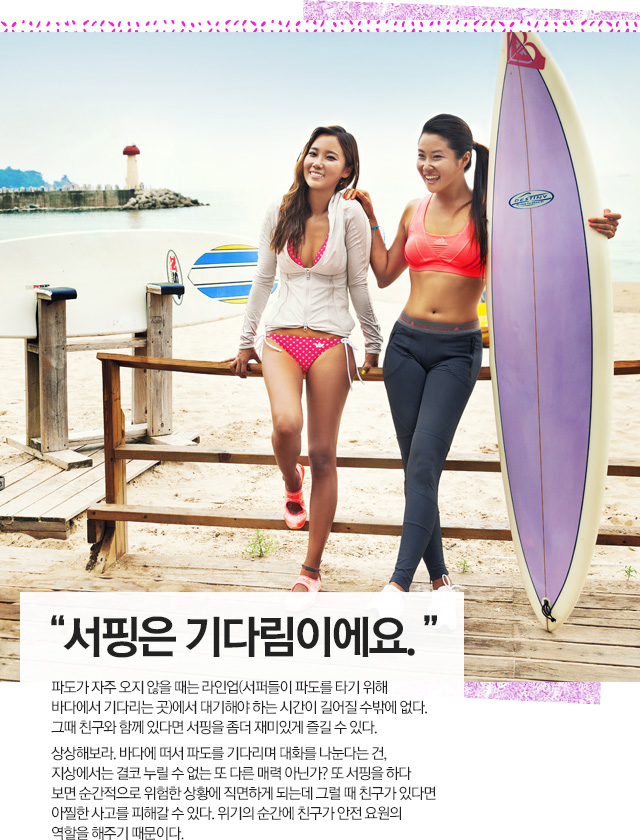 DESTINY
“서핑은 기다림이에요.”
파도가 자주 오지 않을 때는 라인업(서퍼들이 파도를 타기 위해
바다에서 기다리는 곳)에서 대기해야 하는 시간이 길어질 수밖에 없다.
그때 친구와 함께 있다면 서핑을 좀더 재미있게 즐길 수 있다.
상상해보라. 바다에 떠서 파도를 기다리며 대화를 나눈다는 건,
지상에서는 결코 누릴 수 없는 또 다른 매력 아닌가? 또 서핑을 하다
보면 순간적으로 위험한 상황에 직면하게 되는데 그럴 때 친구가 있다면
아찔한 사고를 피해갈 수 있다. 위기의 순간에 친구가 안전 요원의
역할을 해주기 때문이다.